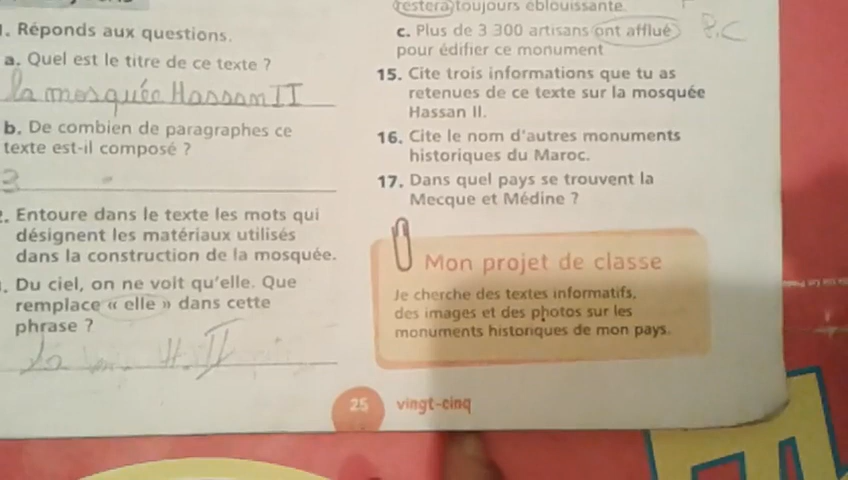 . Réponds aux questions.
a. Quel est le titre de ce texte ?
la mosquée Hassan II
b. De combien de paragraphes ce
texte est-il composé ?
3
. Entoure dans le texte les mots qui
désignent les matériaux utilisés
dans la construction de la mosquée.
. Du ciel, on ne voit qu'elle. Que
remplace « elle » dans cette
phrase ?
la H.II
restera toujours éblouissante.
c. Plus de 3 300 artisans ont afflué
pour édifier ce monument
P.C
15. Cite trois informations que tu as
retenues de ce texte sur la mosquée
Hassan II.
16. Cite le nom d'autres monuments
historiques du Maroc.
17. Dans quel pays se trouvent la
Mecque et Médine ?
Mon projet de classe
Je cherche des textes informatifs,
des images et des photos sur les
monuments historiques de mon pays.
25 vingt-cinq